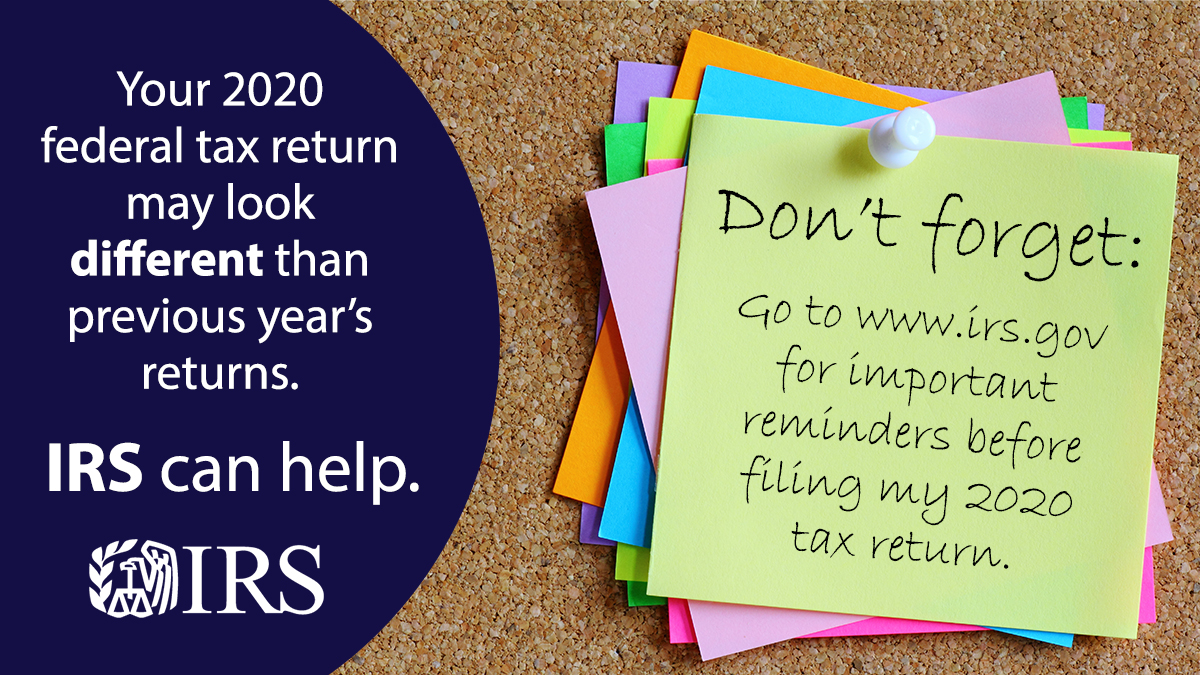 Your 2020
federal tax return
may look
different than
previous year's
returns.
IRS can help.
IRS
Don't forget:
Go to www.irs.gov
for important
reminders before
filing my 2020
tax return.